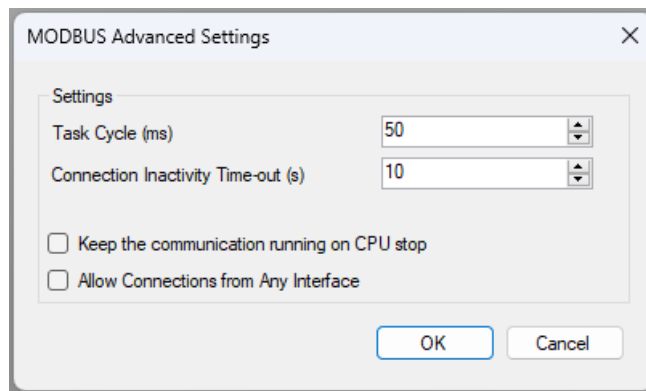 MODBUS Advanced Settings
Settings
Task Cycle (ms) 50
Connection Inactivity Time-out (s) 10
Keep the communication running on CPU stop
Allow Connections from Any Interface
OK Cancel